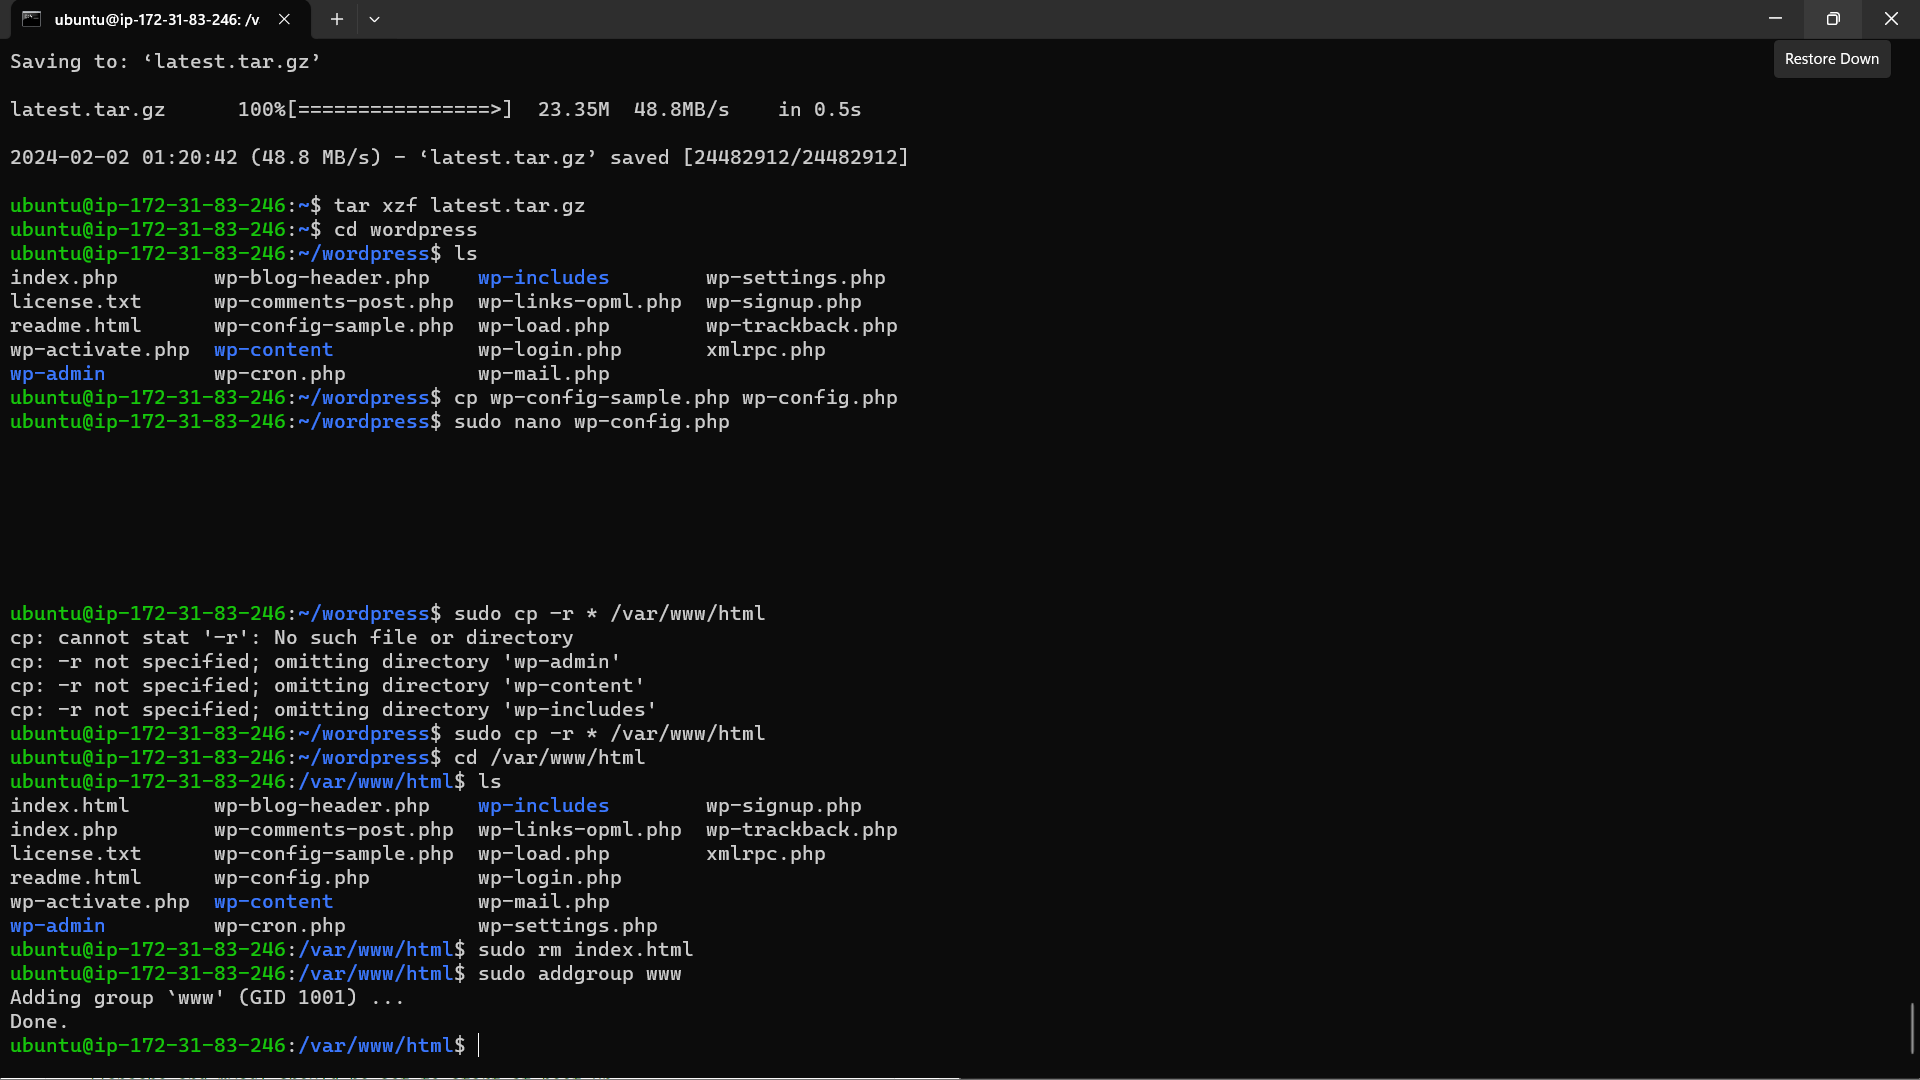 ubuntu@ip-172-31-83-246: /v
Restore Down
Saving to: ‘latest.tar.gz’
latest.tar.gz      100%[================>]  23.35M  48.8MB/s    in 0.5s
2024-02-02 01:20:42 (48.8 MB/s) - ‘latest.tar.gz’ saved [24482912/24482912]
ubuntu@ip-172-31-83-246:~$ tar xzf latest.tar.gz
ubuntu@ip-172-31-83-246:~$ cd wordpress
ubuntu@ip-172-31-83-246:~/wordpress$ ls
index.php        wp-blog-header.php    wp-includes        wp-settings.php
license.txt      wp-comments-post.php  wp-links-opml.php  wp-signup.php
readme.html      wp-config-sample.php  wp-load.php        wp-trackback.php
wp-activate.php  wp-content            wp-login.php       xmlrpc.php
wp-admin         wp-cron.php           wp-mail.php
ubuntu@ip-172-31-83-246:~/wordpress$ cp wp-config-sample.php wp-config.php
ubuntu@ip-172-31-83-246:~/wordpress$ sudo nano wp-config.php
ubuntu@ip-172-31-83-246:~/wordpress$ sudo cp –r * /var/www/html
cp: cannot stat '–r': No such file or directory
cp: -r not specified; omitting directory 'wp-admin'
cp: -r not specified; omitting directory 'wp-content'
cp: -r not specified; omitting directory 'wp-includes'
ubuntu@ip-172-31-83-246:~/wordpress$ sudo cp -r * /var/www/html
ubuntu@ip-172-31-83-246:~/wordpress$ cd /var/www/html
ubuntu@ip-172-31-83-246:/var/www/html$ ls
index.html       wp-blog-header.php    wp-includes        wp-signup.php
index.php        wp-comments-post.php  wp-links-opml.php  wp-trackback.php
license.txt      wp-config-sample.php  wp-load.php        xmlrpc.php
readme.html      wp-config.php         wp-login.php
wp-activate.php  wp-content            wp-mail.php
wp-admin         wp-cron.php           wp-settings.php
ubuntu@ip-172-31-83-246:/var/www/html$ sudo rm index.html
ubuntu@ip-172-31-83-246:/var/www/html$ sudo addgroup www
Adding group `www' (GID 1001) ...
Done.
ubuntu@ip-172-31-83-246:/var/www/html$